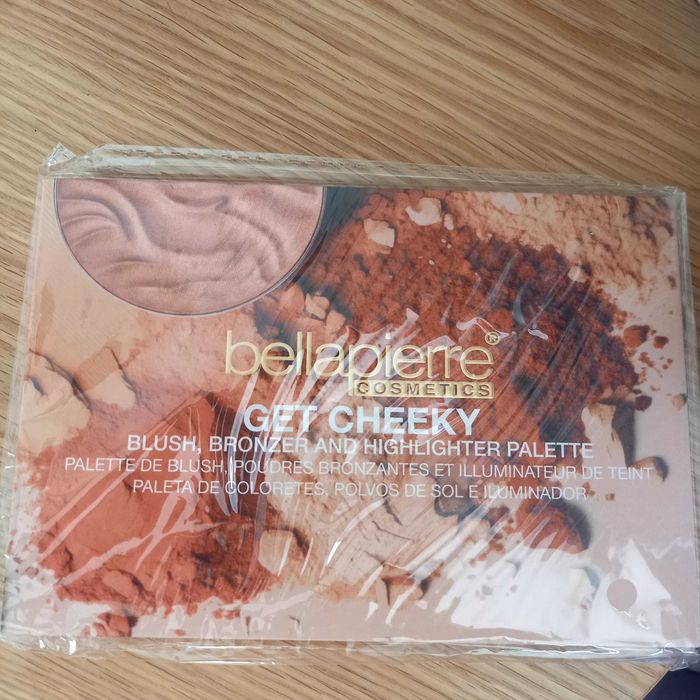 bellapierre®
COSMETICS
GET CHEEKY
BLUSH, BRONZER AND HIGHLIGHTER PALETTE
PALETTE DE BLUSH, POUDRES BRONZANTES ET ILLUMINATEUR DE TEINT
PALETA DE COLORETES, POLVOS DE SOL E ILUMINADOR